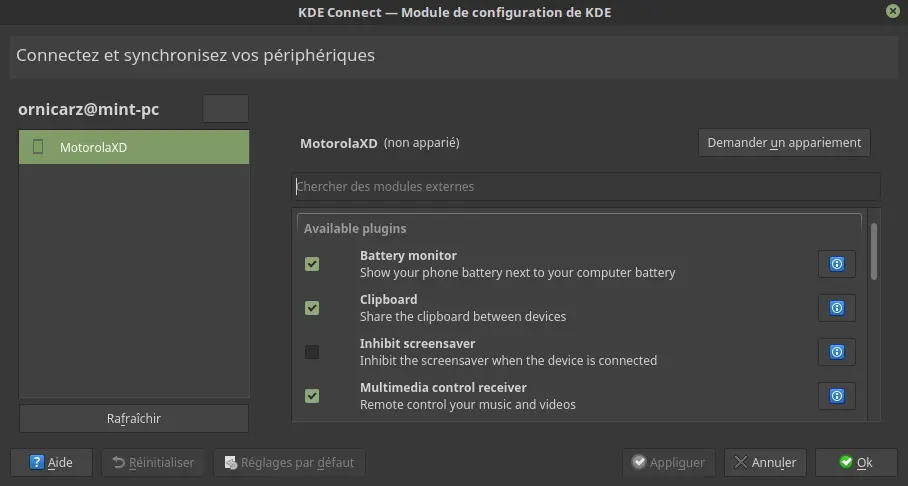 KDE Connect — Module de configuration de KDE
Connectez et synchronisez vos périphériques
ornicarz@mint-pc
MotorolaXD
MotorolaXD (non apparié)
Demander un appariement
Chercher des modules externes
Available plugins
Battery monitor
Show your phone battery next to your computer battery
Clipboard
Share the clipboard between devices
Inhibit screensaver
Inhibit the screensaver when the device is connected
Multimedia control receiver
Remote control your music and videos
Rafraîchir
Aide
Réinitialiser
Réglages par défaut
Appliquer
Annuler
Ok